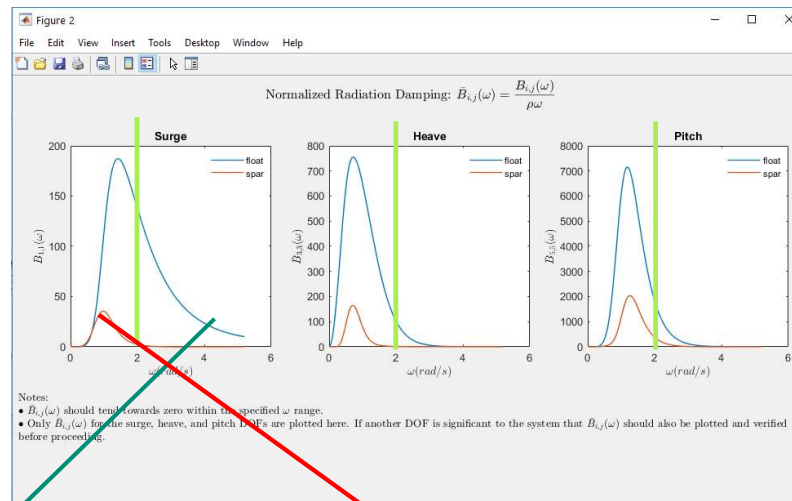 Figure 2
File Edit View Insert Tools Desktop Window Help
Normalized Radiation Damping: B̄_{i,j}(ω) = B_{i,j}(ω) / ρω
Surge
200
150
100
50
0
0 2 4 6
B̄_{1,1}(ω)
ω(rad/s)
float
spar
Heave
800
700
600
500
400
300
200
100
0
0 2 4 6
B̄_{3,3}(ω)
ω(rad/s)
float
spar
Pitch
8000
7000
6000
5000
4000
3000
2000
1000
0
0 2 4 6
B̄_{5,5}(ω)
ω(rad/s)
float
spar
Notes:
• B̄_{i,j}(ω) should tend towards zero within the specified ω range.
• Only B̄_{i,j}(ω) for the surge, heave, and pitch DOFs are plotted here. If another DOF is significant to the system that B̄_{i,j}(ω) should also be plotted and verified
before proceeding.